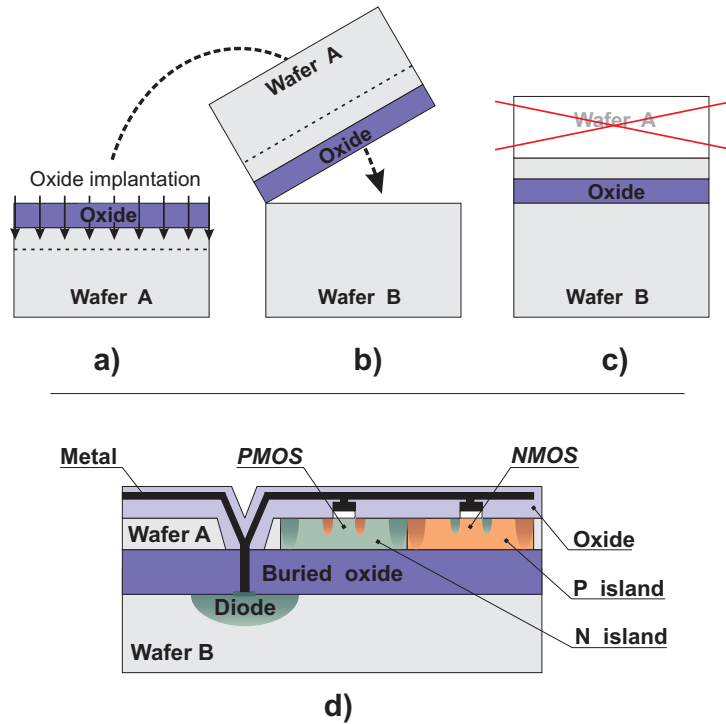 Wafer A
Oxide
Oxide implantation
Oxide
Wafer A
Wafer B
Wafer A
Oxide
Wafer B
a)
b)
c)
Metal
PMOS
NMOS
Wafer A
Oxide
Buried oxide
P island
Diode
N island
Wafer B
d)